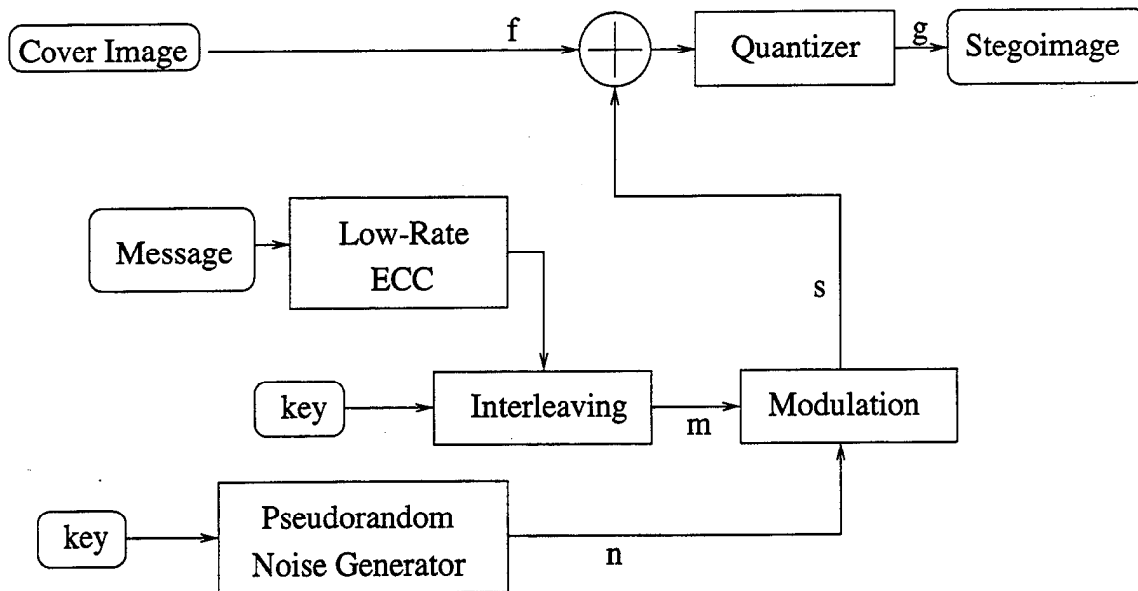 f
g
Cover Image
Quantizer
Stegoimage
Message
Low-Rate
ECC
s
key
Interleaving
m
Modulation
key
Pseudorandom
Noise Generator
n